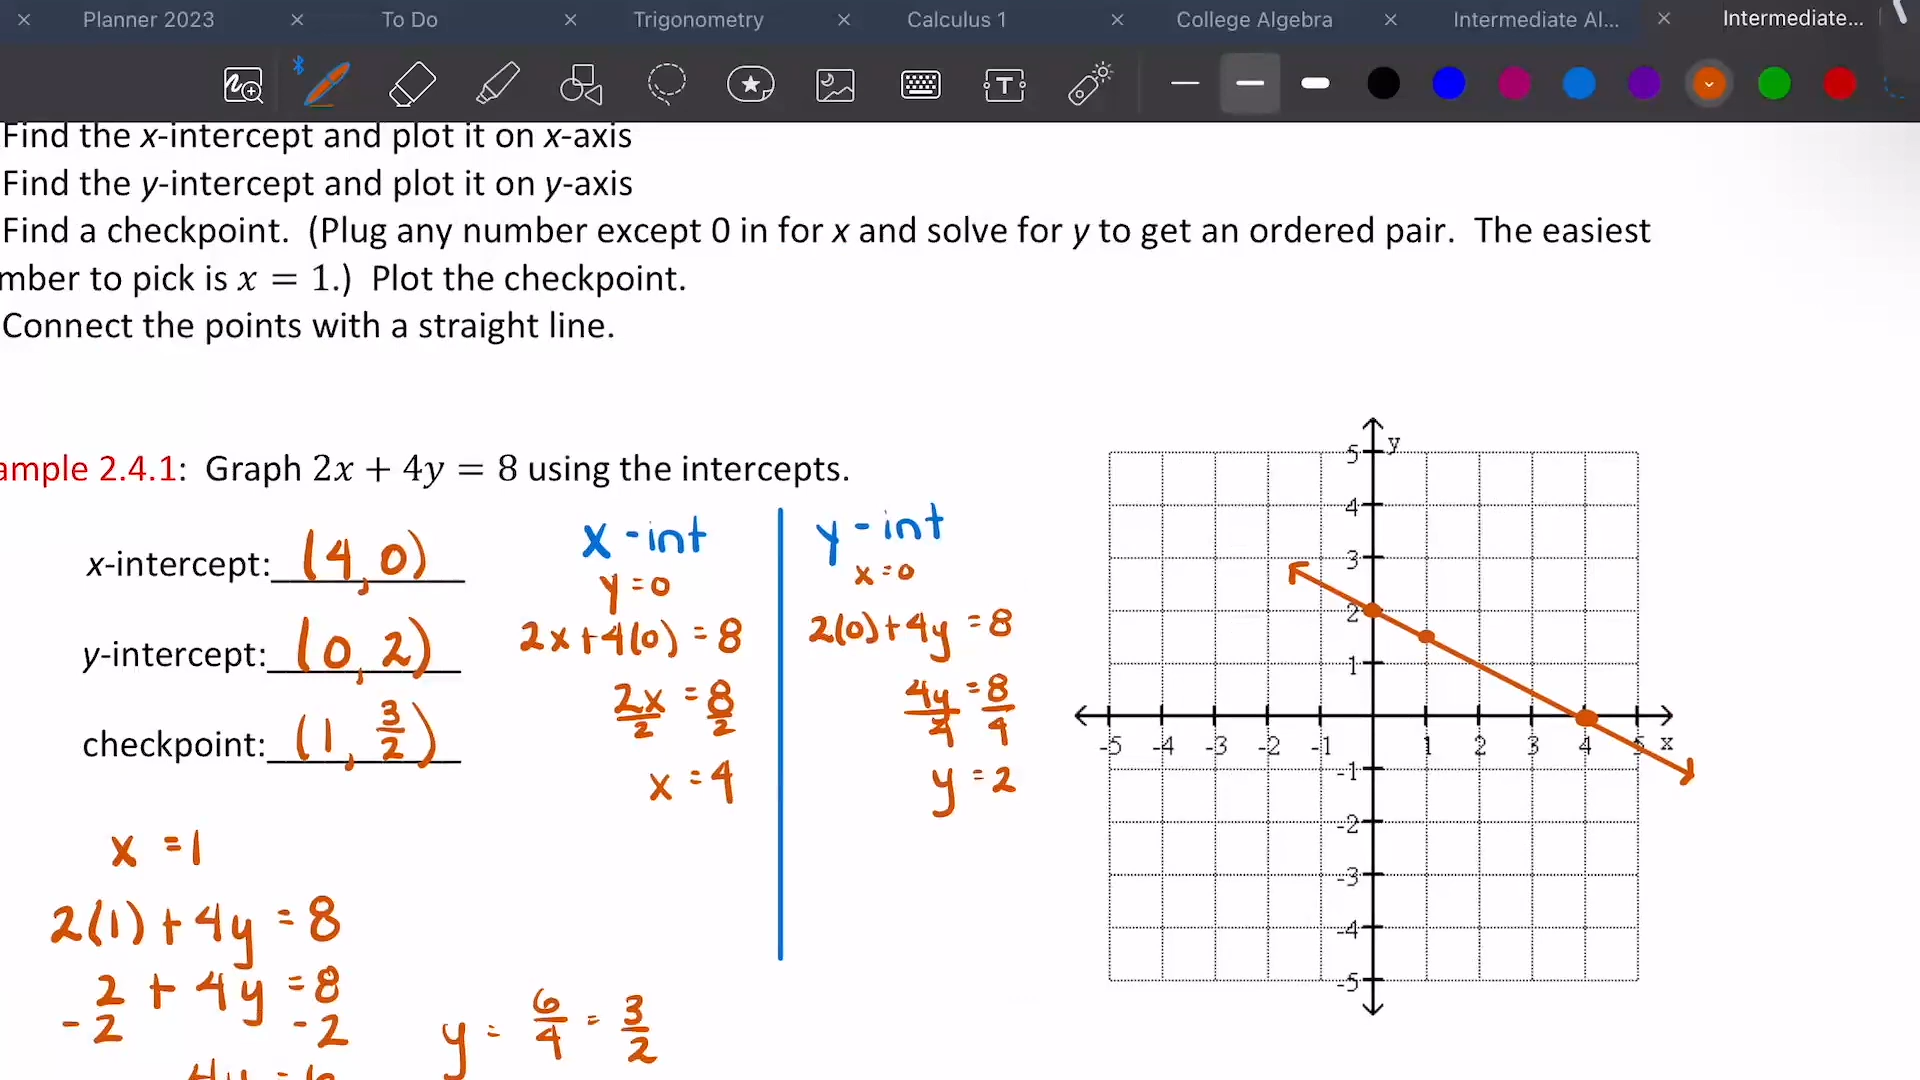 Planner 2023
To Do
Trigonometry
Calculus 1
College Algebra
Intermediate Al...
Intermediate...
Find the x-intercept and plot it on x-axis
Find the y-intercept and plot it on y-axis
Find a checkpoint. (Plug any number except 0 in for x and solve for y to get an ordered pair. The easiest
mber to pick is x = 1.) Plot the checkpoint.
Connect the points with a straight line.
ample 2.4.1: Graph 2x + 4y = 8 using the intercepts.
x-intercept: (4, 0)
y-intercept: (0, 2)
checkpoint: (1, 3/2)
x = 1
2(1) + 4y = 8
2 + 4y = 8
-2 -2
y = 6/4 = 3/2
x - int
y = 0
2x + 4(0) = 8
2x/2 = 8/2
x = 4
y - int
x = 0
2(0) + 4y = 8
4y/4 = 8/4
y = 2
y
5
4
3
2
1
-5 -4 -3 -2 -1 1 2 3 4 5 x
-1
-2
-3
-4
-5